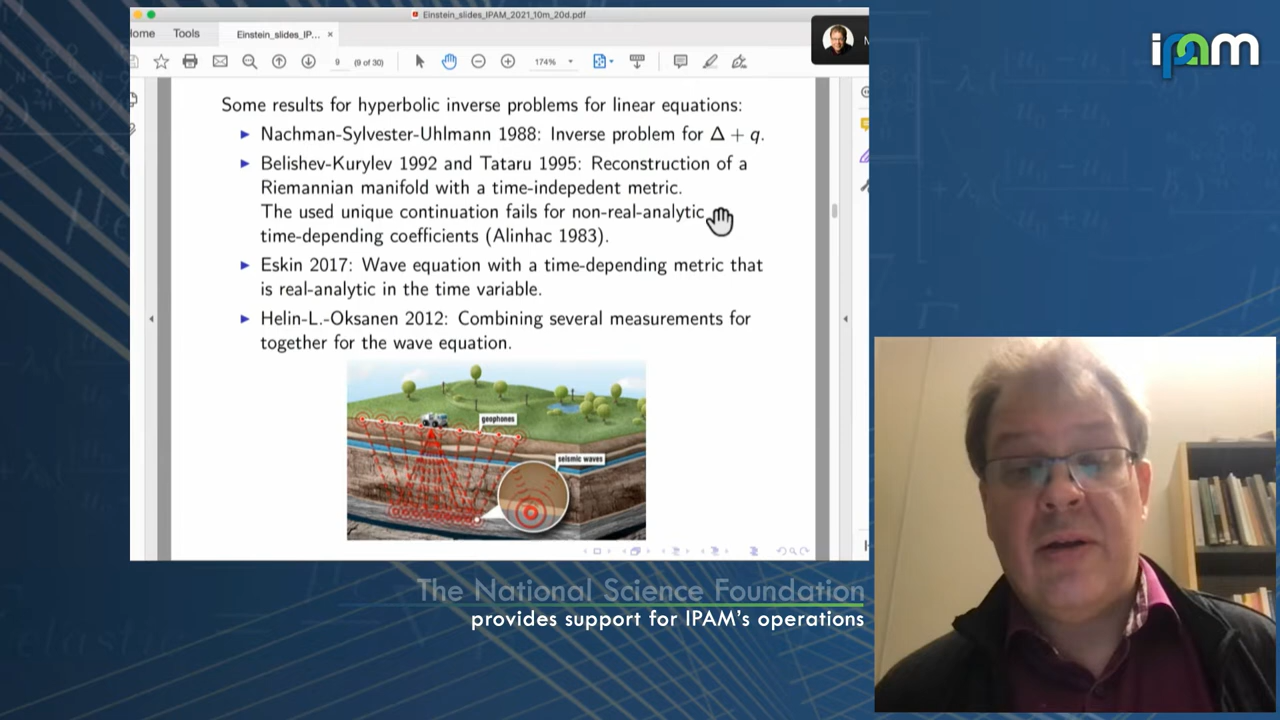 Einstein_slides_IPAM_2021_10m_20d.pdf
ome Tools Einstein_slides_IP... ×
9 (9 of 30) 174%
ipam
Some results for hyperbolic inverse problems for linear equations:
▶ Nachman-Sylvester-Uhlmann 1988: Inverse problem for Δ + q.
▶ Belishev-Kurylev 1992 and Tataru 1995: Reconstruction of a
Riemannian manifold with a time-indepedent metric.
The used unique continuation fails for non-real-analytic
time-depending coefficients (Alinhac 1983).
▶ Eskin 2017: Wave equation with a time-depending metric that
is real-analytic in the time variable.
▶ Helin-L.-Oksanen 2012: Combining several measurements for
together for the wave equation.
geophones
seismic waves
The National Science Foundation
provides support for IPAM's operations